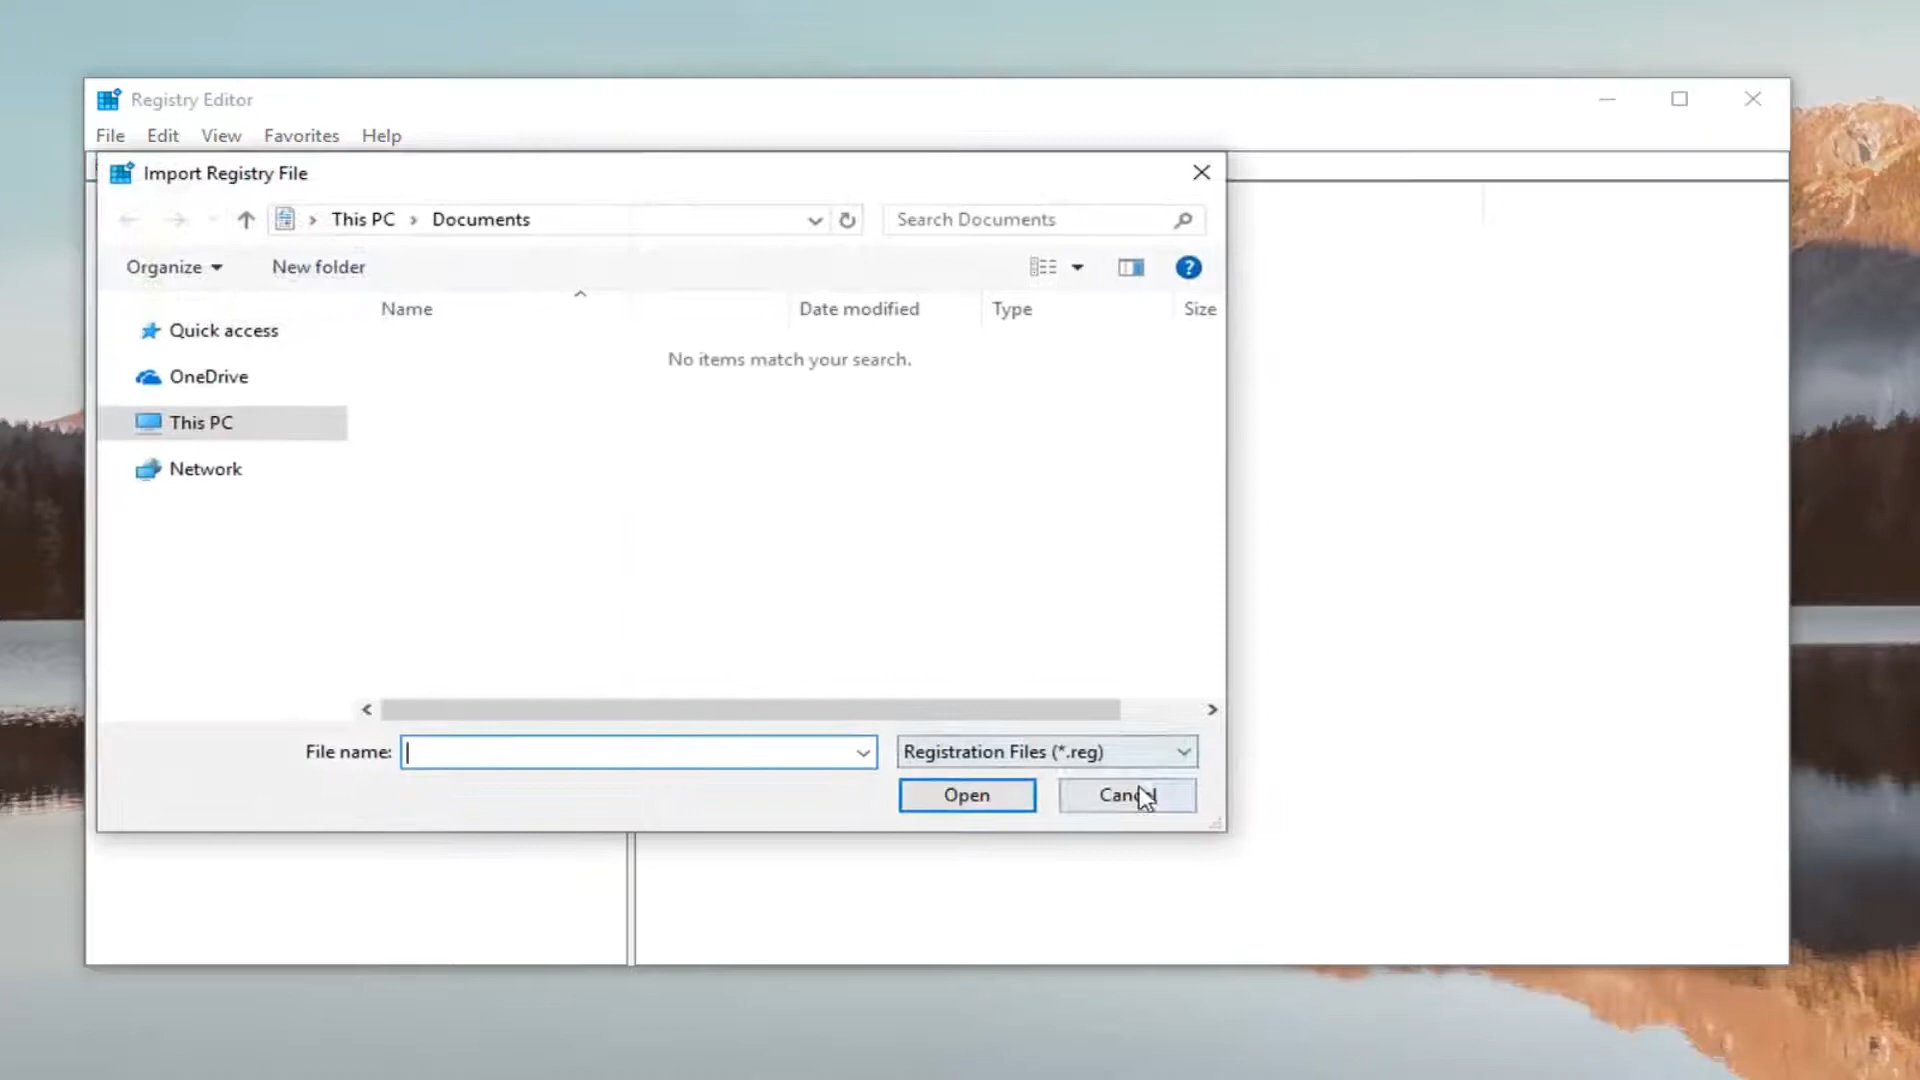 Registry Editor
File Edit View Favorites Help
Import Registry File
This PC Documents
Search Documents
Organize New folder
Name Date modified Type Size
Quick access
No items match your search.
OneDrive
This PC
Network
File name: Registration Files (*.reg)
Open Cancel